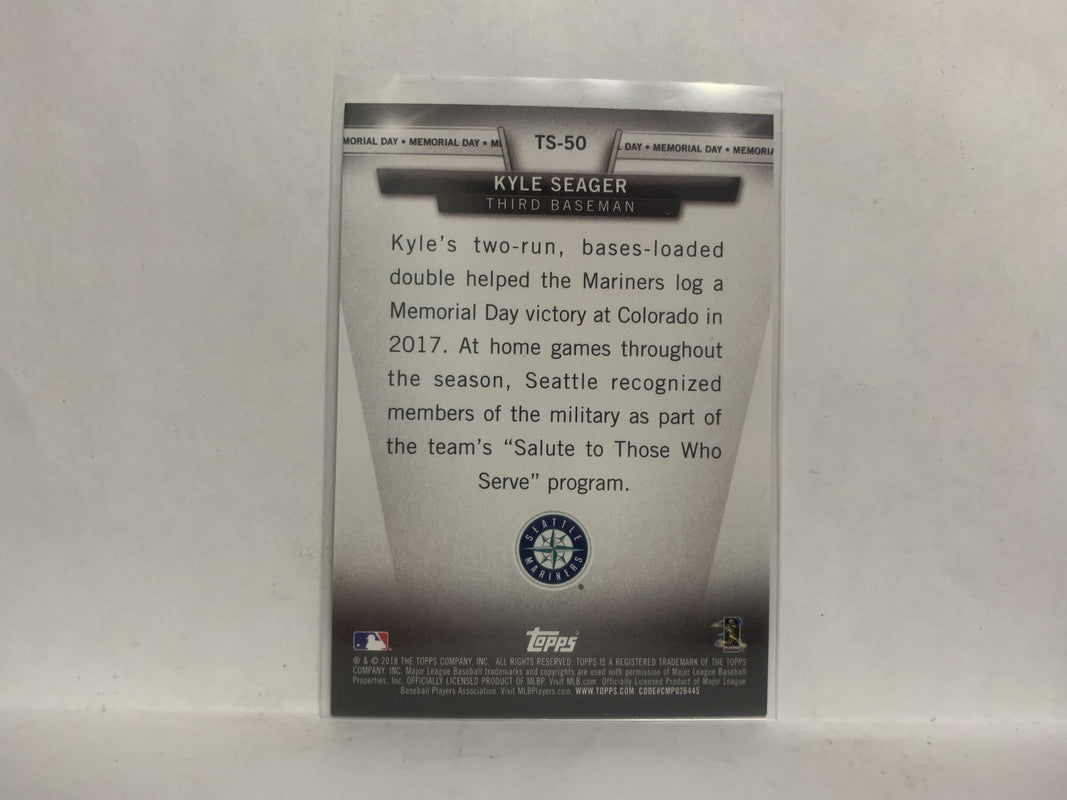 MORIAL DAY • MEMORIAL DAY • ME TS-50 L DAY • MEMORIAL DAY • MEMORIA
KYLE SEAGER
THIRD BASEMAN
Kyle's two-run, bases-loaded
double helped the Mariners log a
Memorial Day victory at Colorado in
2017. At home games throughout
the season, Seattle recognized
members of the military as part of
the team's “Salute to Those Who
Serve” program.
SEATTLE
MARINERS
®
Topps®
® & © 2018 THE TOPPS COMPANY, INC. ALL RIGHTS RESERVED. TOPPS IS A REGISTERED TRADEMARK OF THE TOPPS
COMPANY, INC. Major League Baseball trademarks and copyrights are used with permission of Major League Baseball
Properties, Inc. OFFICIALLY LICENSED PRODUCT OF MLBP. Visit MLB.com. Officially Licensed Product of Major League
Baseball Players Association. Visit MLBPlayers.com. WWW.TOPPS.COM. CODE#CMP026445